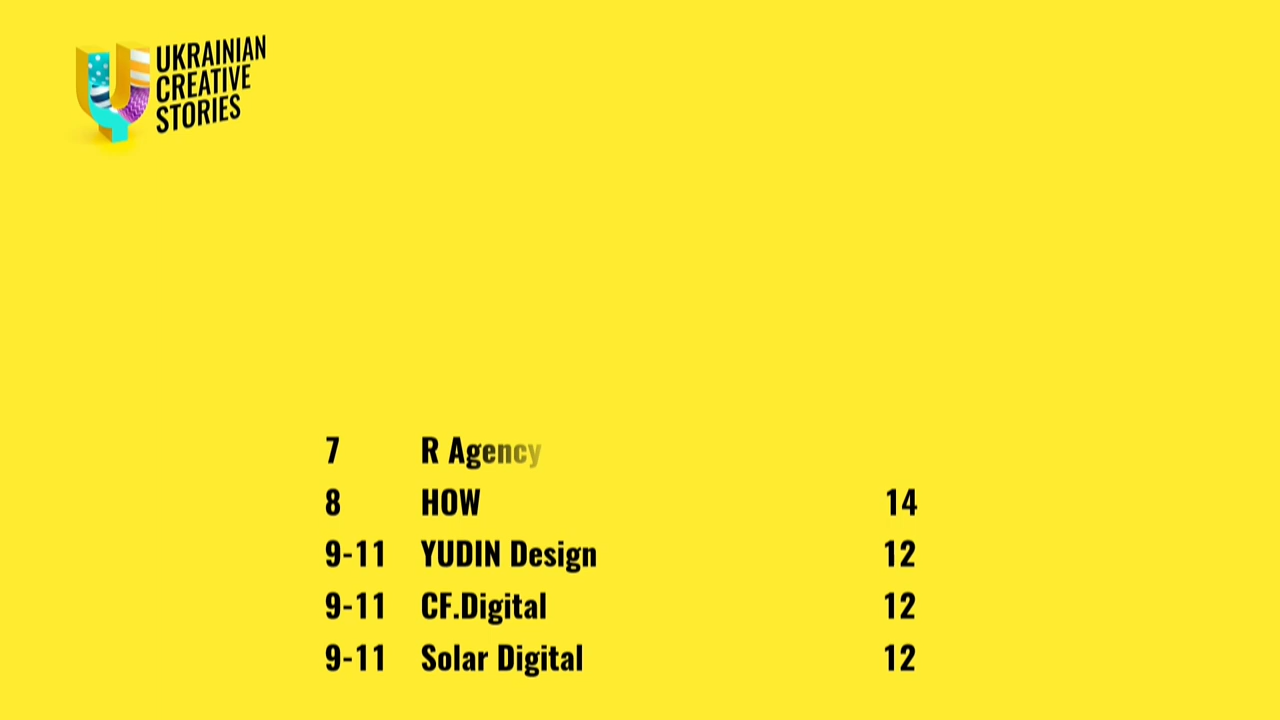 UKRAINIAN
CREATIVE
STORIES
7 R Agency
8 HOW 14
9-11 YUDIN Design 12
9-11 CF.Digital 12
9-11 Solar Digital 12